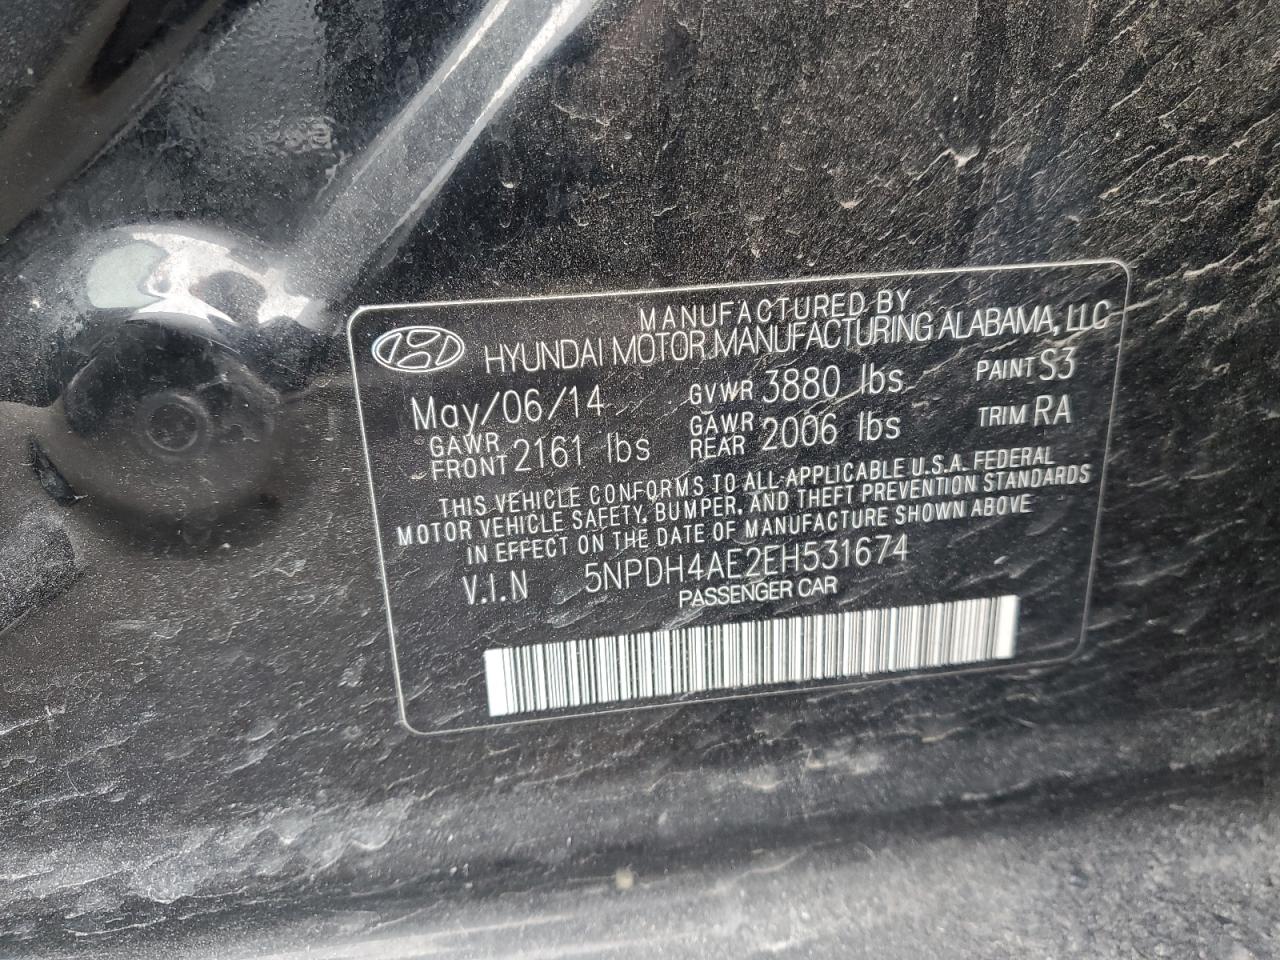 MANUFACTURED BY
HYUNDAI MOTOR MANUFACTURING ALABAMA, LLC
May/06/14 GVWR 3880 lbs PAINT S3
GAWR FRONT 2161 lbs GAWR REAR 2006 lbs TRIM RA
THIS VEHICLE CONFORMS TO ALL APPLICABLE U.S.A. FEDERAL
MOTOR VEHICLE SAFETY, BUMPER, AND THEFT PREVENTION STANDARDS
IN EFFECT ON THE DATE OF MANUFACTURE SHOWN ABOVE
V.I.N 5NPDH4AE2EH531674
PASSENGER CAR